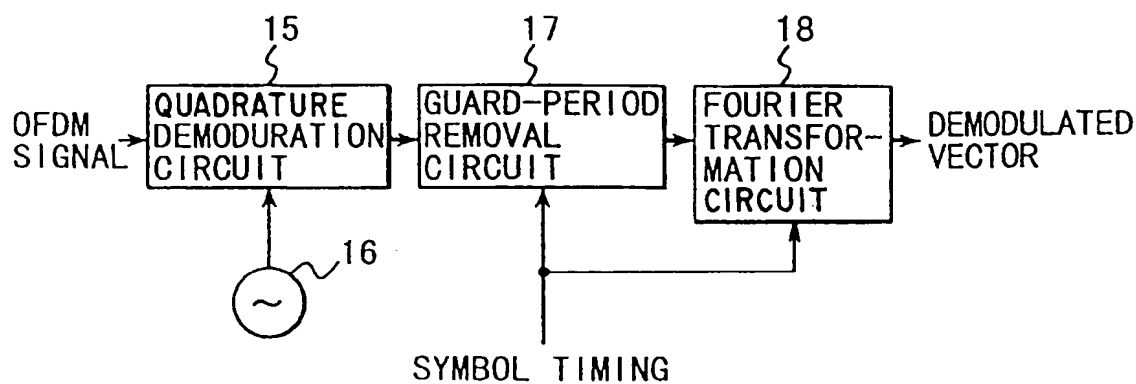 15
17
18
OFDM
SIGNAL
QUADRATURE
DEMODURATION
CIRCUIT
GUARD-PERIOD
REMOVAL
CIRCUIT
FOURIER
TRANSFOR-
MATION
CIRCUIT
DEMODULATED
VECTOR
16
~
SYMBOL TIMING